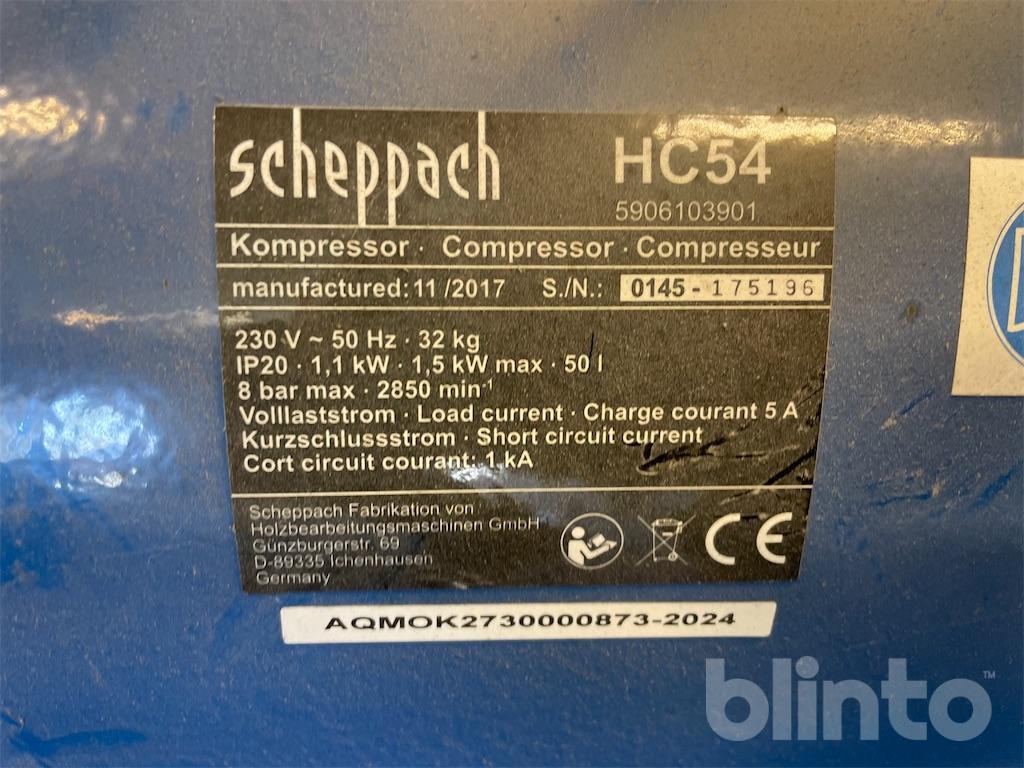 scheppach HC54
5906103901
Kompressor · Compressor · Compresseur
manufactured: 11 /2017 S./N.: 0145 - 175196
230 V ~ 50 Hz · 32 kg
IP20 · 1,1 kW · 1,5 kW max · 50 l
8 bar max · 2850 min⁻¹
Volllaststrom · Load current · Charge courant 5 A
Kurzschlussstrom · Short circuit current
Cort circuit courant: 1 kA
Scheppach Fabrikation von
Holzbearbeitungsmaschinen GmbH
Günzburgerstr. 69
D-89335 Ichenhausen
Germany
CE
AQMOK2730000873-2024
blinto™